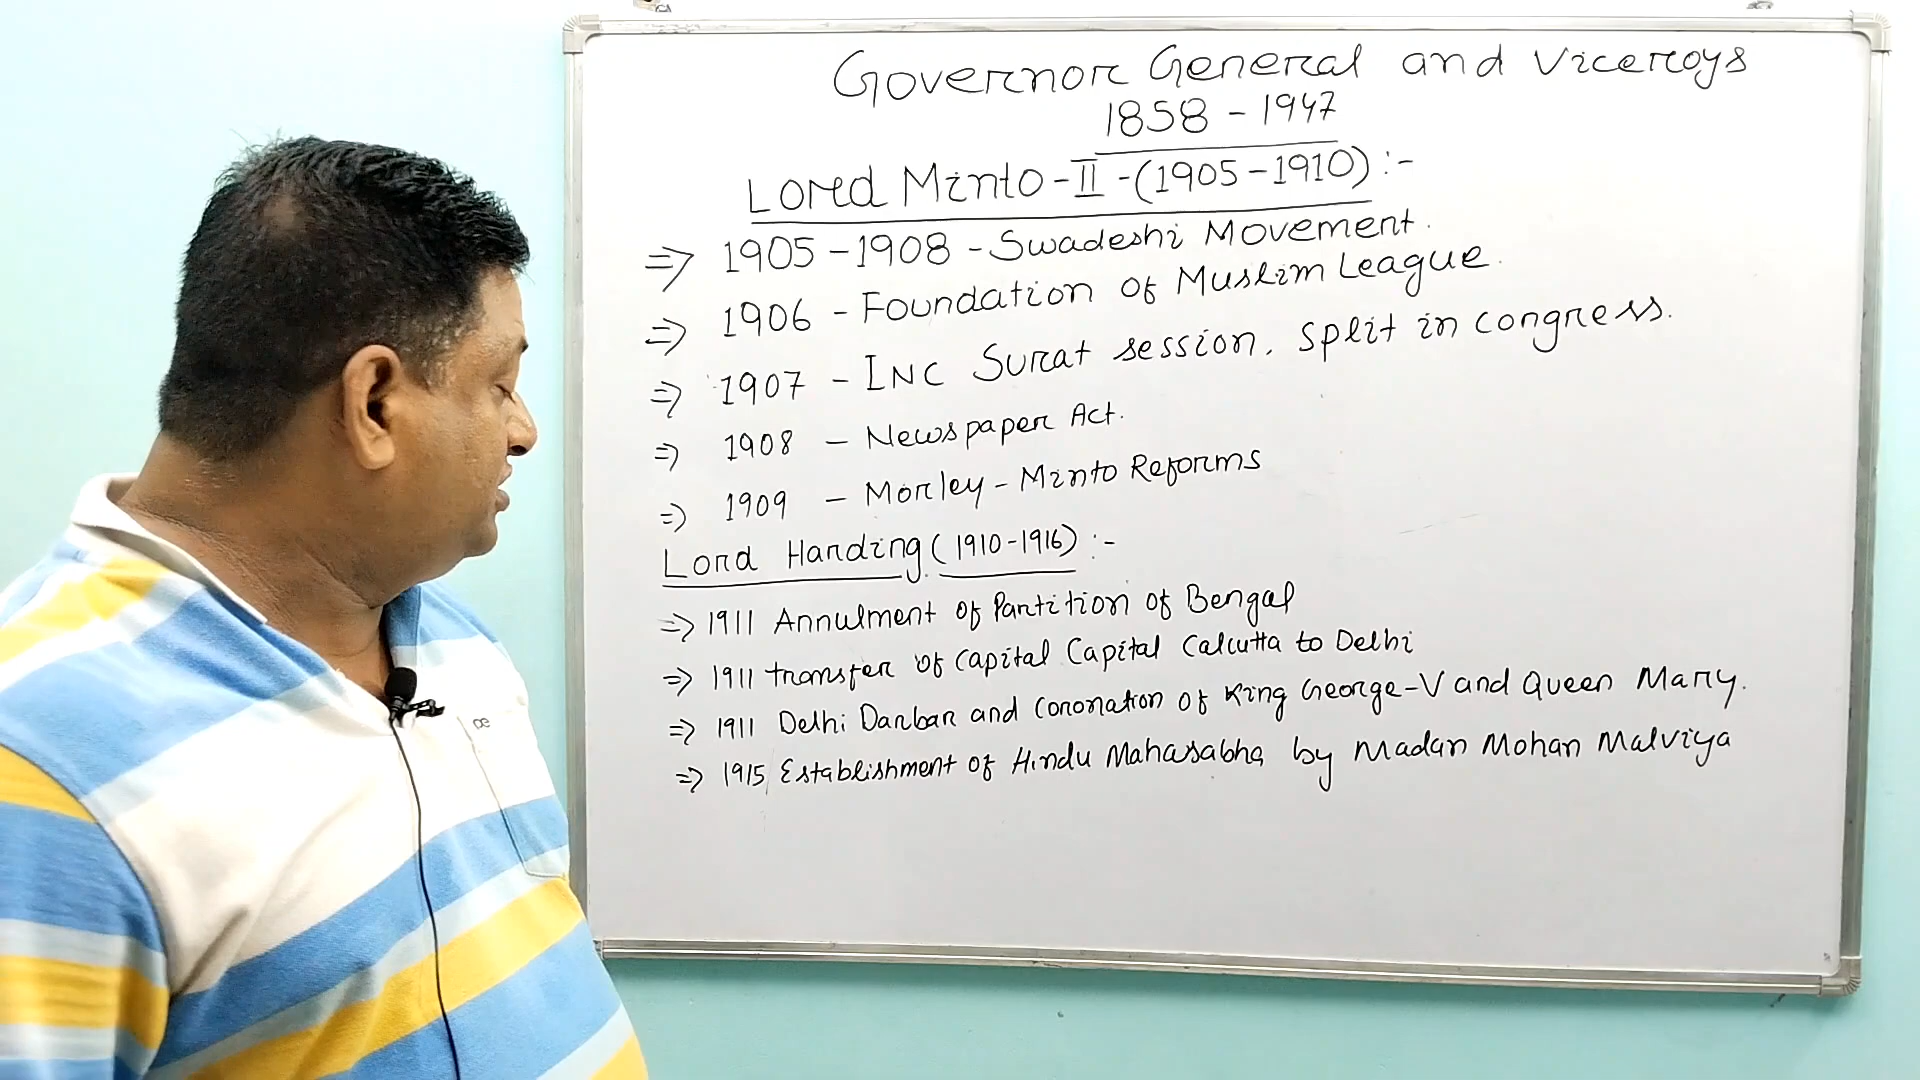 Governor General and Viceroys
1858 - 1947
Lord Minto - II - (1905 - 1910) :-
⇒ 1905 - 1908 - Swadeshi Movement.
⇒ 1906 - Foundation of Muslim League.
⇒ 1907 - INC Surat session, split in congress.
⇒ 1908 - Newspaper Act.
⇒ 1909 - Morley - Minto Reforms
Lord Harding (1910-1916) :-
⇒ 1911 Annulment of Partition of Bengal
⇒ 1911 transfer of capital Capital Calcutta to Delhi
⇒ 1911 Delhi Darbar and coronation of King George-V and Queen Mary.
⇒ 1915 Establishment of Hindu Mahasabha by Madan Mohan Malviya